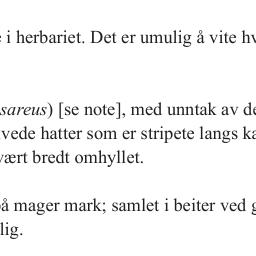 i herbariet. Det er umulig å vite hv
sareus) [se note], med unntak av de
vede hatter som er stripete langs ka
vært bredt omhyllet.
å mager mark; samlet i beiter ved g
lig.